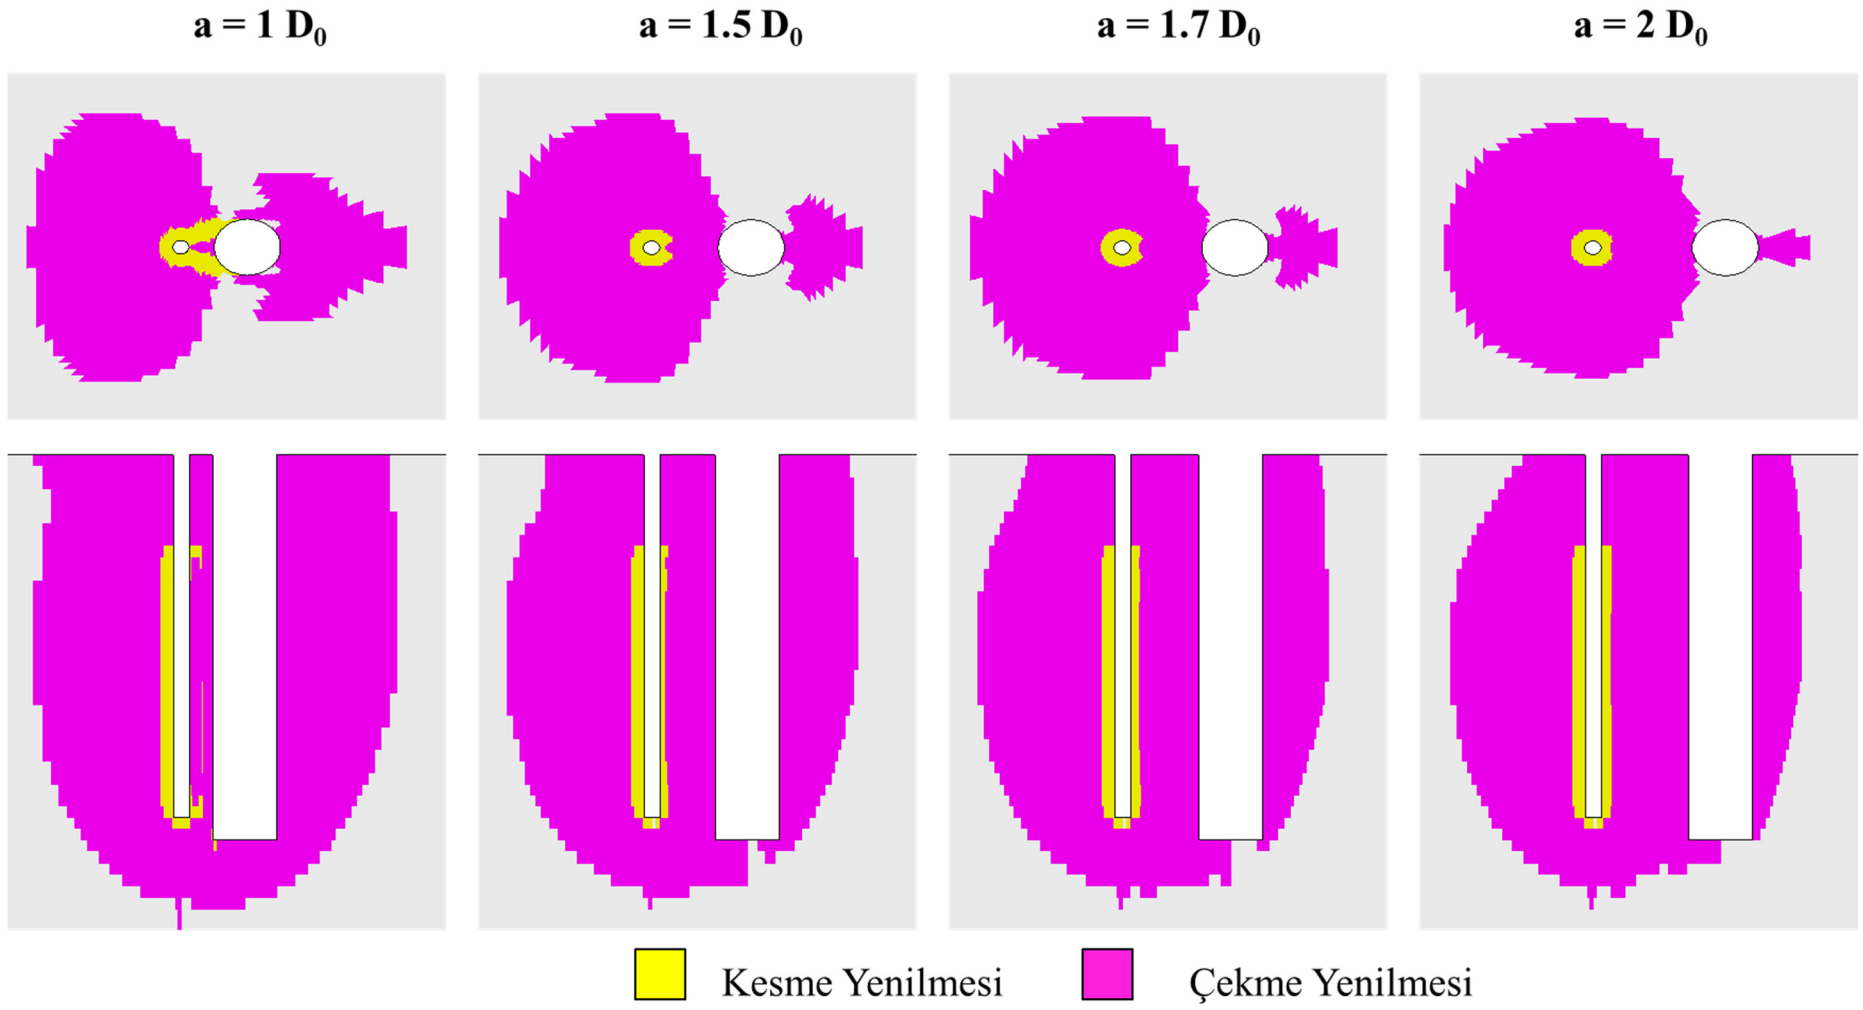 a = 1 D₀
a = 1.5 D₀
a = 1.7 D₀
a = 2 D₀
Kesme Yenilmesi
Çekme Yenilmesi